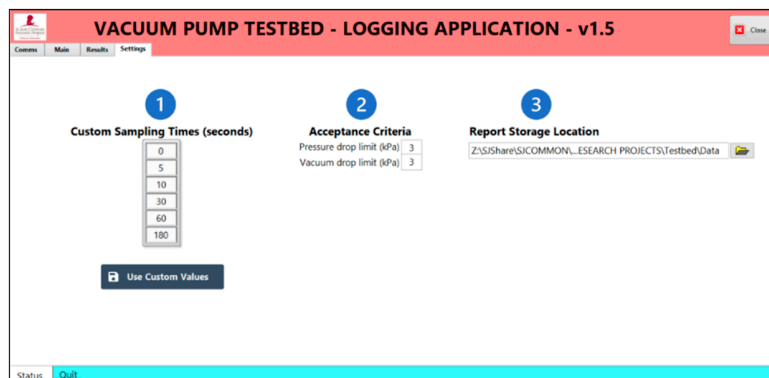 VACUUM PUMP TESTBED - LOGGING APPLICATION - v1.5
Close
Comms Main Results Settings
1
Custom Sampling Times (seconds)
0
5
10
30
60
180
Use Custom Values
2
Acceptance Criteria
Pressure drop limit (kPa) 3
Vacuum drop limit (kPa) 3
3
Report Storage Location
Z:\SJShare\SJCOMMON\...ESEARCH PROJECTS\Testbed\Data
Status Quit